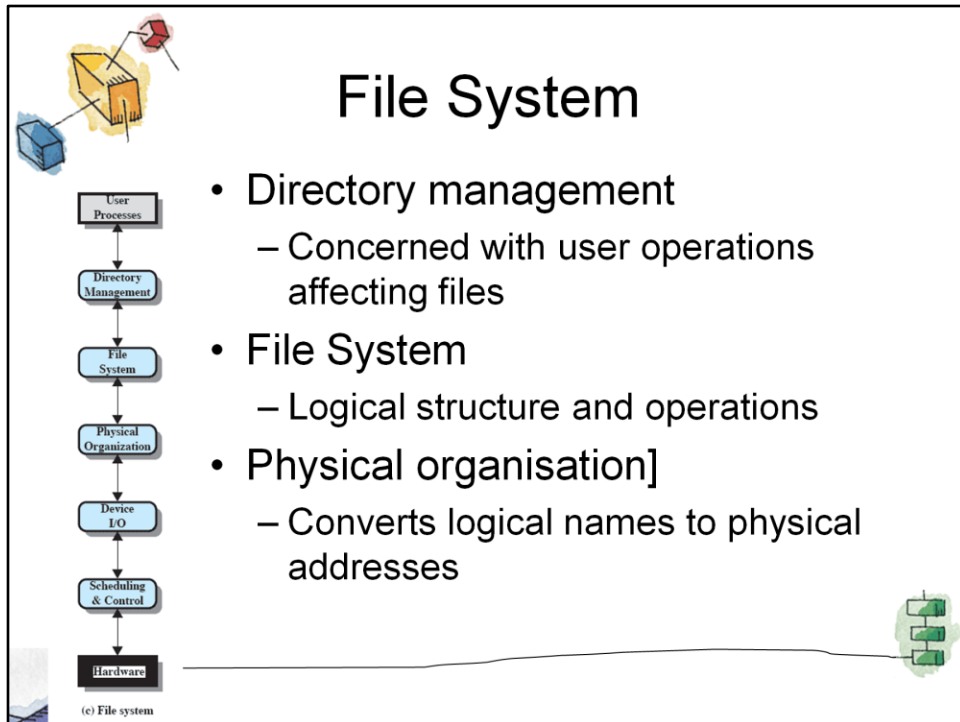 File System
User
Processes
Directory
Management
File
System
Physical
Organization
Device
I/O
Scheduling
& Control
Hardware
(c) File system
• Directory management
– Concerned with user operations
affecting files
• File System
– Logical structure and operations
• Physical organisation]
– Converts logical names to physical
addresses